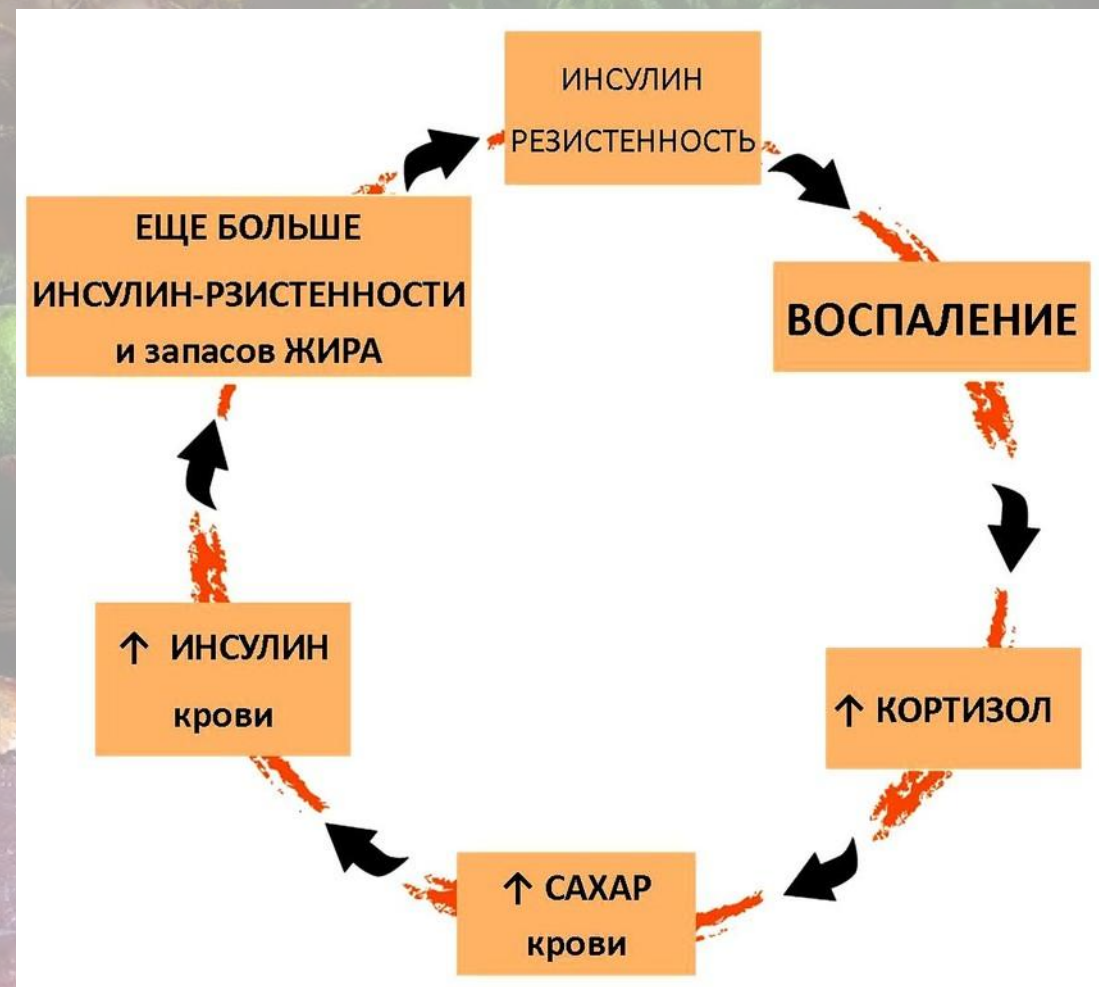 ИНСУЛИН
РЕЗИСТЕННОСТЬ
ВОСПАЛЕНИЕ
↑ КОРТИЗОЛ
↑ САХАР
крови
↑ ИНСУЛИН
крови
ЕЩЕ БОЛЬШЕ
ИНСУЛИН-РЗИСТЕННОСТИ
и запасов ЖИРА